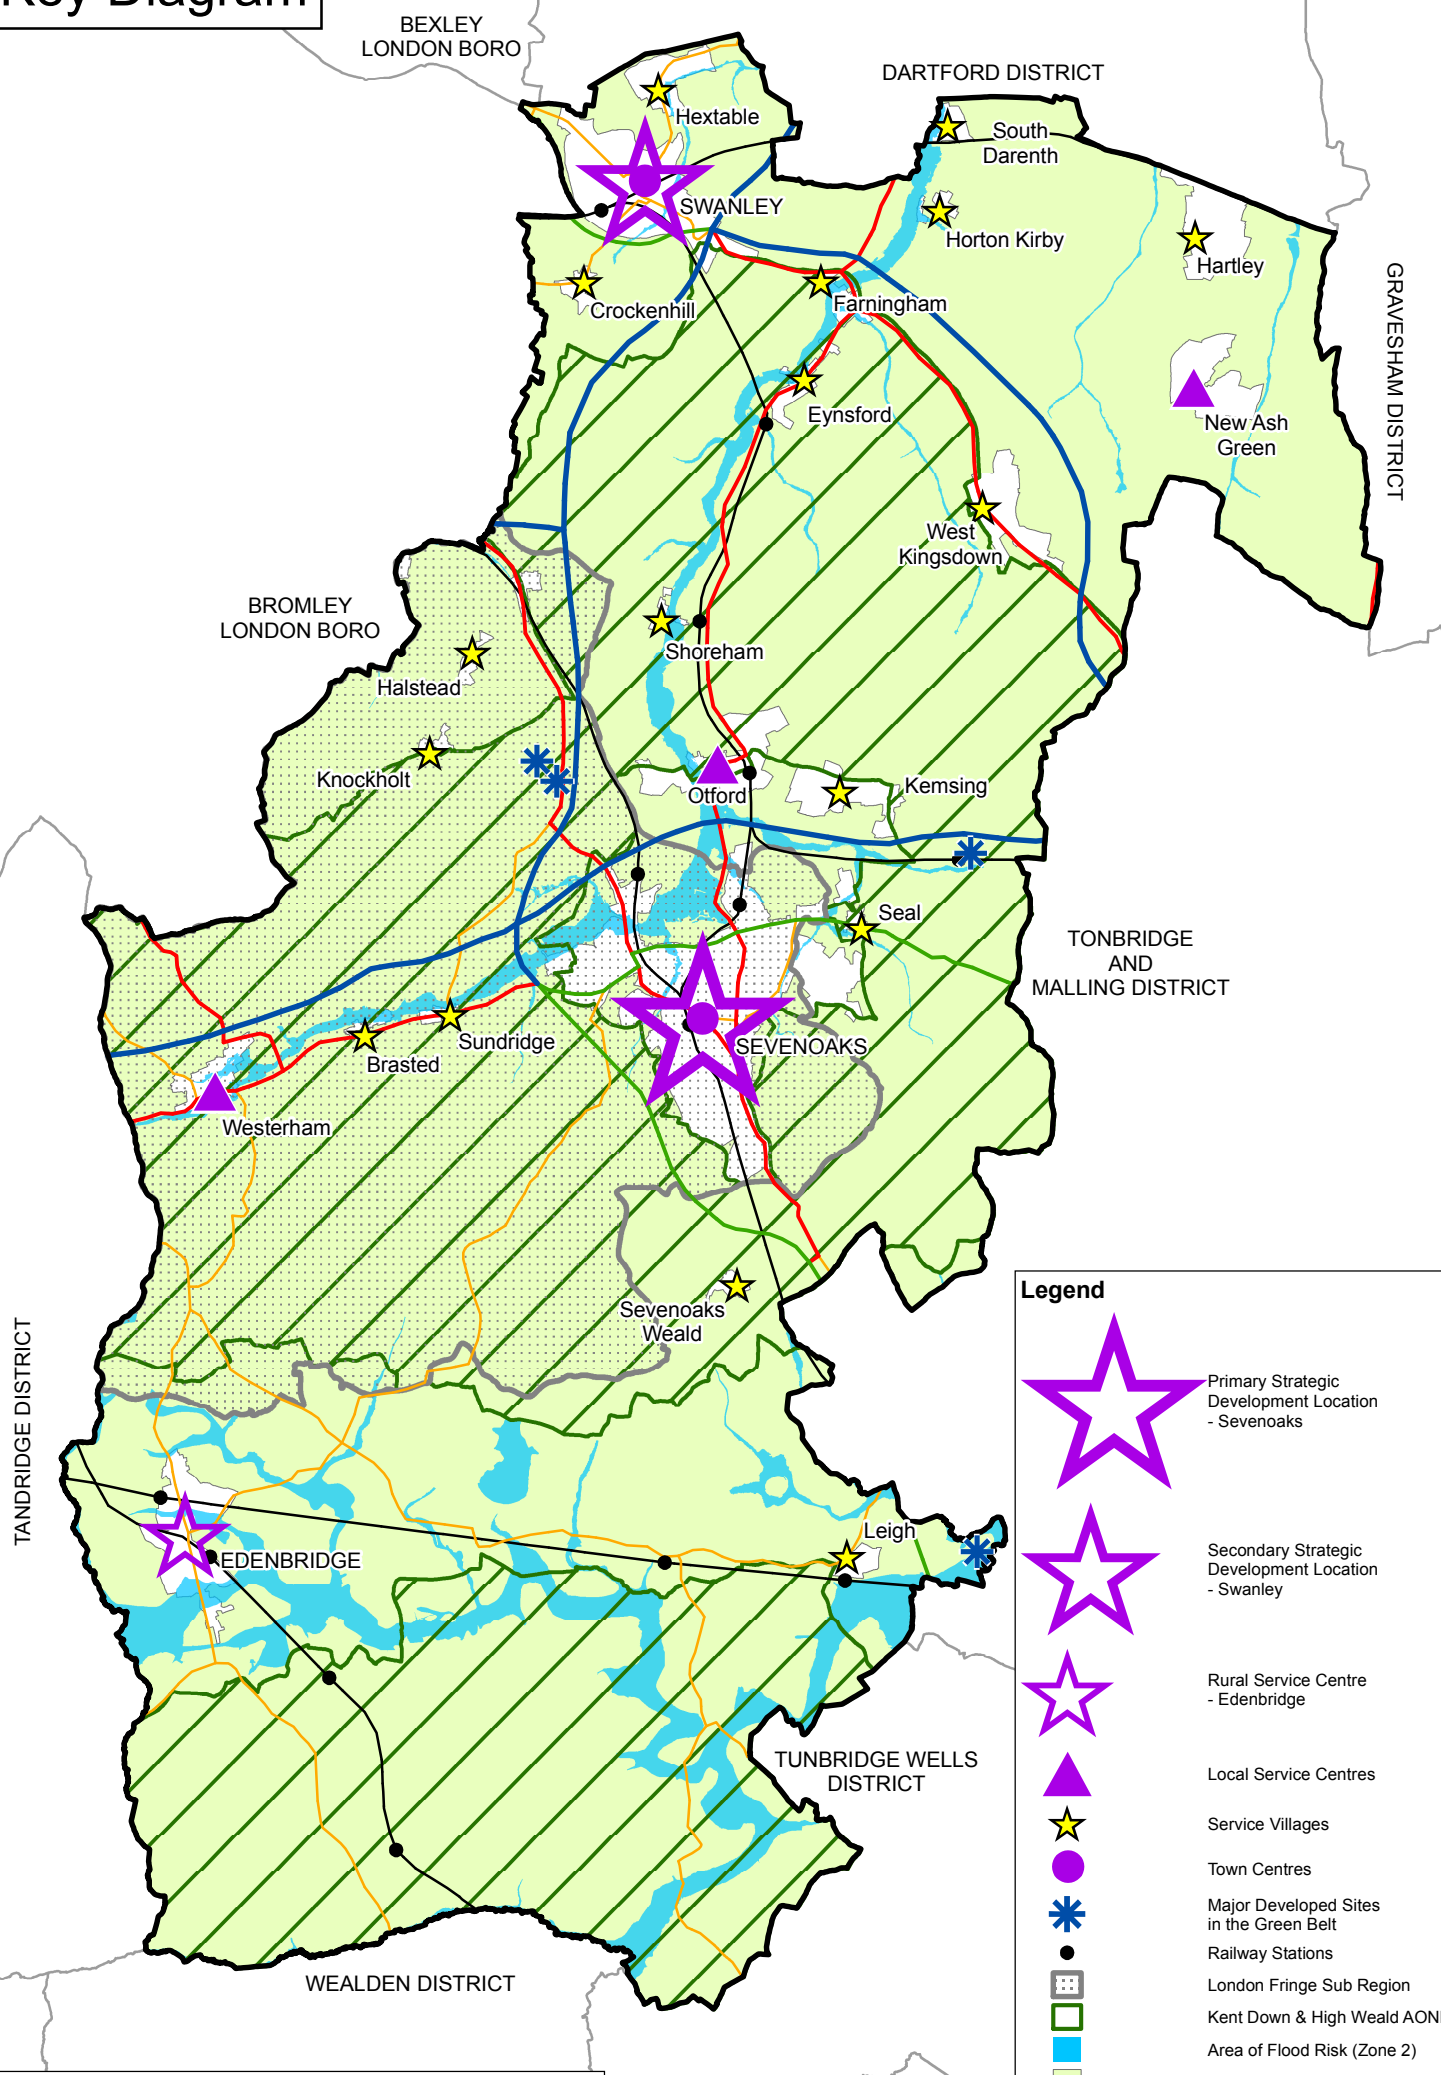 Key Diagram
BEXLEY
LONDON BORO
DARTFORD DISTRICT
Hextable
South
Darenth
SWANLEY
Horton Kirby
Hartley
Crockenhill
Farningham
GRAVESHAM DISTRICT
Eynsford
New Ash
Green
West
Kingsdown
BROMLEY
LONDON BORO
Shoreham
Halstead
Knockholt
Otford
Kemsing
Seal
TONBRIDGE
AND
MALLING DISTRICT
Sundridge
SEVENOAKS
Brasted
Westerham
Sevenoaks
Weald
TANDRIDGE DISTRICT
Leigh
EDENBRIDGE
TUNBRIDGE WELLS
DISTRICT
WEALDEN DISTRICT
Legend
Primary Strategic
Development Location
- Sevenoaks
Secondary Strategic
Development Location
- Swanley
Rural Service Centre
- Edenbridge
Local Service Centres
Service Villages
Town Centres
Major Developed Sites
in the Green Belt
Railway Stations
London Fringe Sub Region
Kent Down & High Weald AON
Area of Flood Risk (Zone 2)